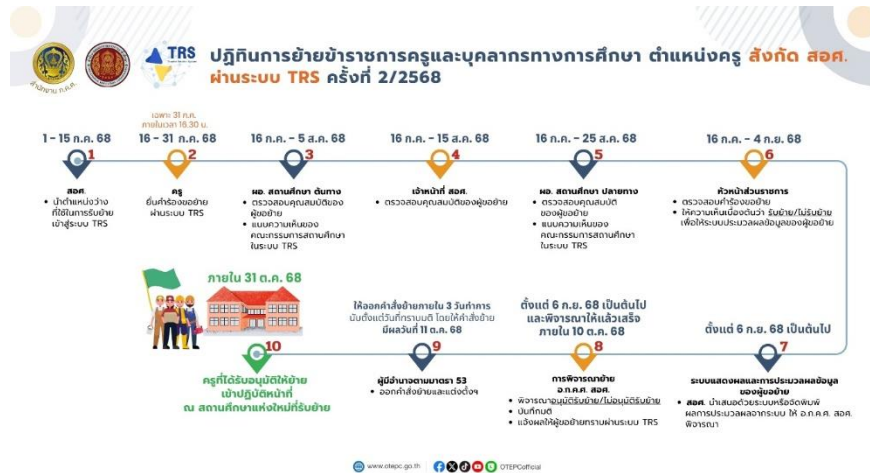 สำนักงาน ก.ค.ศ.
TRS
ปฏิทินการย้ายข้าราชการครูและบุคลากรทางการศึกษา ตำแหน่งครู สังกัด สอศ.
ผ่านระบบ TRS ครั้งที่ 2/2568
1 - 15 ก.ค. 68
1
สอศ.
• นำตำแหน่งว่าง
ที่ใช้ในการรับย้าย
เข้าสู่ระบบ TRS
เฉพาะ 31 ก.ค.
ภายในเวลา 16.30 น.
16 - 31 ก.ค. 68
2
ครู
ยื่นคำร้องขอย้าย
ผ่านระบบ TRS
16 ก.ค. - 5 ส.ค. 68
3
ผอ. สถานศึกษา ต้นทาง
• ตรวจสอบคุณสมบัติของ
ผู้ขอย้าย
• แนบความเห็นของ
คณะกรรมการสถานศึกษา
ในระบบ TRS
16 ก.ค. - 15 ส.ค. 68
4
เจ้าหน้าที่ สอศ.
• ตรวจสอบคุณสมบัติของผู้ขอย้าย
16 ก.ค. - 25 ส.ค. 68
5
ผอ. สถานศึกษา ปลายทาง
• ตรวจสอบคุณสมบัติ
ของผู้ขอย้าย
• แนบความเห็นของ
คณะกรรมการสถานศึกษา
ในระบบ TRS
16 ก.ค. - 4 ก.ย. 68
6
หัวหน้าส่วนราชการ
• ตรวจสอบคำร้องขอย้าย
• ให้ความเห็นเบื้องต้นว่า รับย้าย/ไม่รับย้าย
เพื่อให้ระบบประมวลผลข้อมูลของผู้ขอย้าย
ตั้งแต่ 6 ก.ย. 68 เป็นต้นไป
7
ระบบแสดงผลและการประมวลผลข้อมูล
ของผู้ขอย้าย
• สอศ. นำเสนอด้วยระบบหรือจัดพิมพ์
ผลการประมวลผลจากระบบ ให้ อ.ก.ค.ศ. สอศ.
พิจารณา
ตั้งแต่ 6 ก.ย. 68 เป็นต้นไป
และพิจารณาให้แล้วเสร็จ
ภายใน 10 ต.ค. 68
8
การพิจารณาย้าย
อ.ก.ค.ศ. สอศ.
• พิจารณาอนุมัติรับย้าย/ไม่อนุมัติรับย้าย
• บันทึกมติ
• แจ้งผลให้ผู้ขอย้ายทราบผ่านระบบ TRS
ให้ออกคำสั่งย้ายภายใน 3 วันทำการ
นับตั้งแต่วันที่ทราบมติ โดยให้คำสั่งย้าย
มีผลวันที่ 11 ต.ค. 68
9
ผู้มีอำนาจตามมาตรา 53
• ออกคำสั่งย้ายและแต่งตั้งฯ
ภายใน 31 ต.ค. 68
10
ครูที่ได้รับอนุมัติให้ย้าย
เข้าปฏิบัติหน้าที่
ณ สถานศึกษาแห่งใหม่ที่รับย้าย
www.otepc.go.th
OTEPCofficial